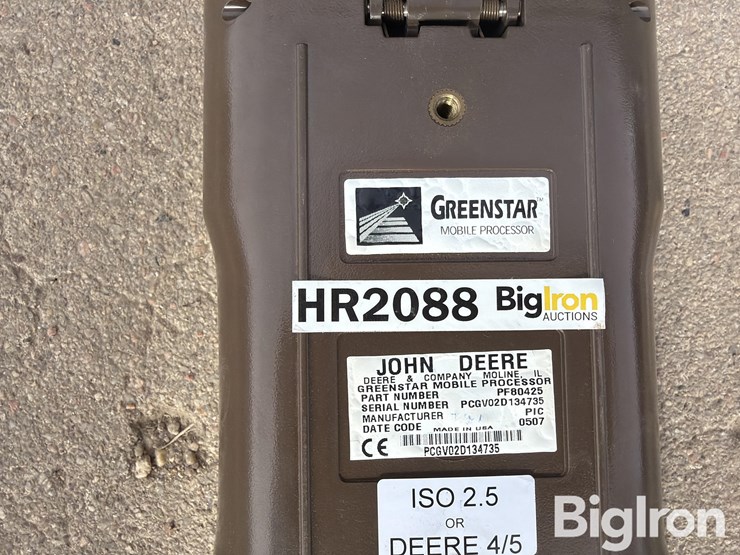 GREENSTAR™
MOBILE PROCESSOR
HR2088 BigIron
AUCTIONS
JOHN DEERE
DEERE & COMPANY MOLINE, IL
GREENSTAR MOBILE PROCESSOR
PART NUMBER PF80425
SERIAL NUMBER PCGV02D134735
MANUFACTURER PIC
DATE CODE MADE IN USA 0507
CE
PCGV02D134735
ISO 2.5
OR
DEERE 4/5
BigIron